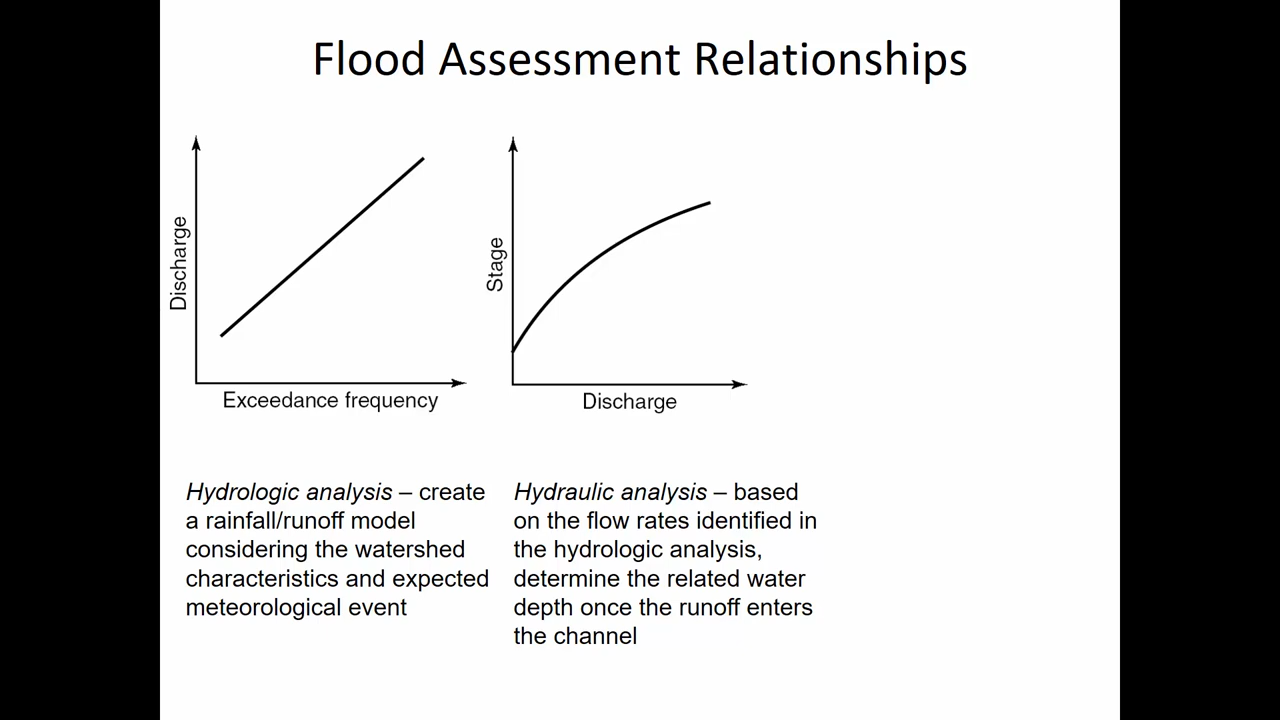 Flood Assessment Relationships
Discharge
Exceedance frequency
Stage
Discharge
Hydrologic analysis – create
a rainfall/runoff model
considering the watershed
characteristics and expected
meteorological event
Hydraulic analysis – based
on the flow rates identified in
the hydrologic analysis,
determine the related water
depth once the runoff enters
the channel